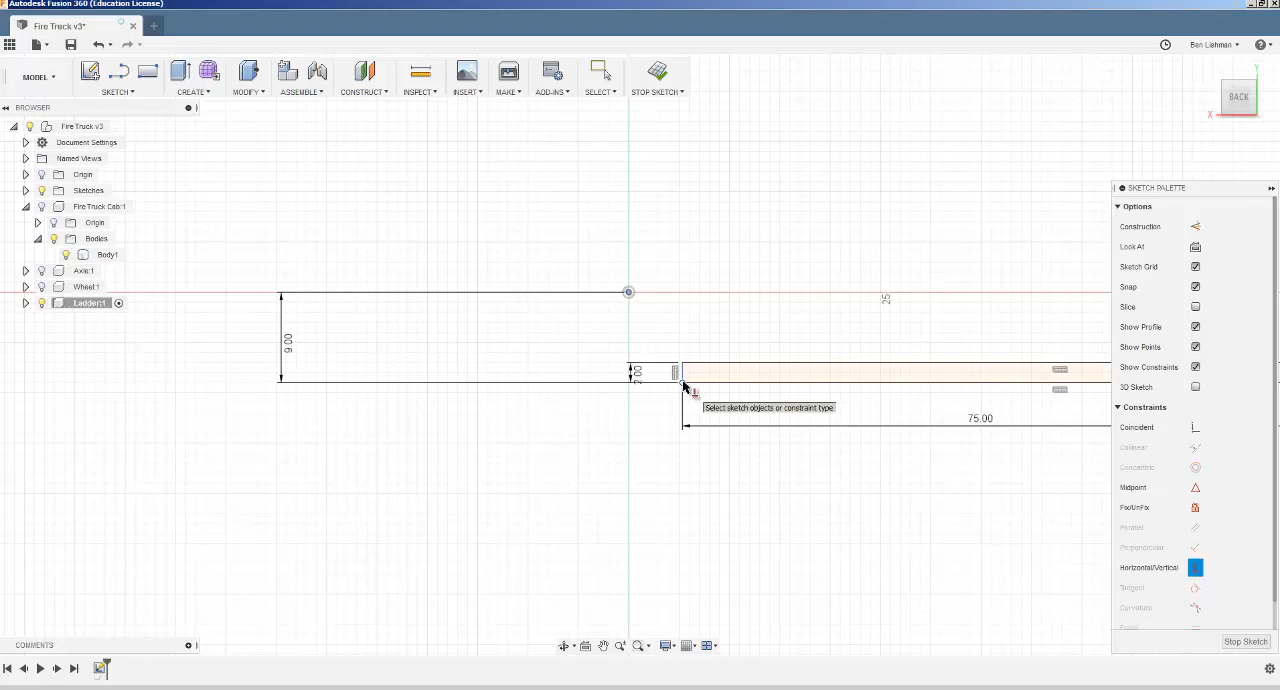 Autodesk Fusion 360 (Education License)
Fire Truck v3*
Ben Lishman
MODEL
SKETCH
CREATE
MODIFY
ASSEMBLE
CONSTRUCT
INSPECT
INSERT
MAKE
ADD-INS
SELECT
STOP SKETCH
BROWSER
Fire Truck v3
Document Settings
Named Views
Origin
Sketches
Fire Truck Cab:1
Origin
Bodies
Body1
Axle:1
Wheel:1
Ladder:1
BACK
Y
X
25
9.00
2.00
75.00
Select sketch objects or constraint type
SKETCH PALETTE
Options
Construction
Look At
Sketch Grid
Snap
Slice
Show Profile
Show Points
Show Constraints
3D Sketch
Constraints
Coincident
Collinear
Concentric
Midpoint
Fix/UnFix
Parallel
Perpendicular
Horizontal/Vertical
Tangent
Curvature
Equal
Stop Sketch
COMMENTS